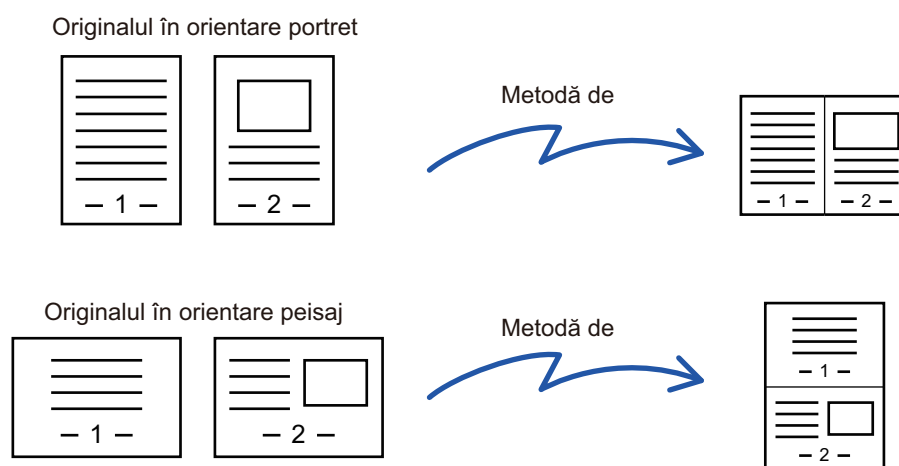 Originalul în orientare portret
Metodă de
– 1 –
– 2 –
– 1 –
– 2 –
Originalul în orientare peisaj
Metodă de
– 1 –
– 2 –
– 1 –
– 2 –